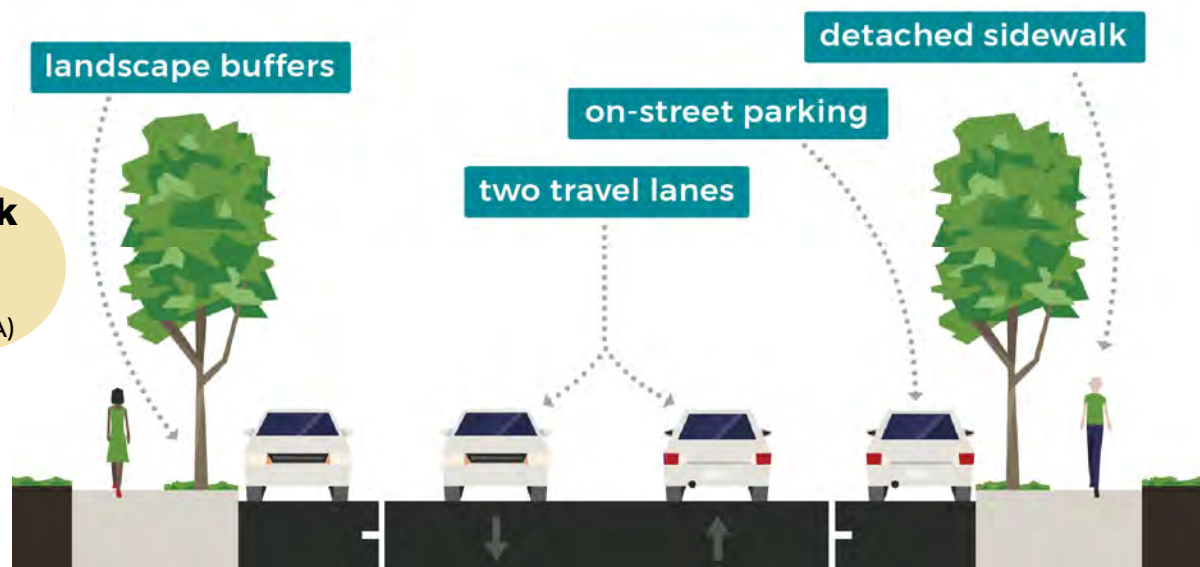 detached sidewalk
landscape buffers
on-street parking
two travel lanes